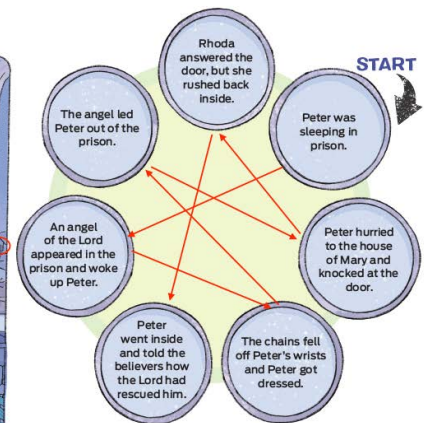 START
Rhoda
answered the
door, but she
rushed back
inside.
Peter was
sleeping in
prison.
Peter hurried
to the house
of Mary and
knocked at the
door.
The chains fell
off Peter's wrists
and Peter got
dressed.
Peter
went inside
and told the
believers how
the Lord had
rescued him.
An angel
of the Lord
appeared in the
prison and woke
up Peter.
The angel led
Peter out of the
prison.